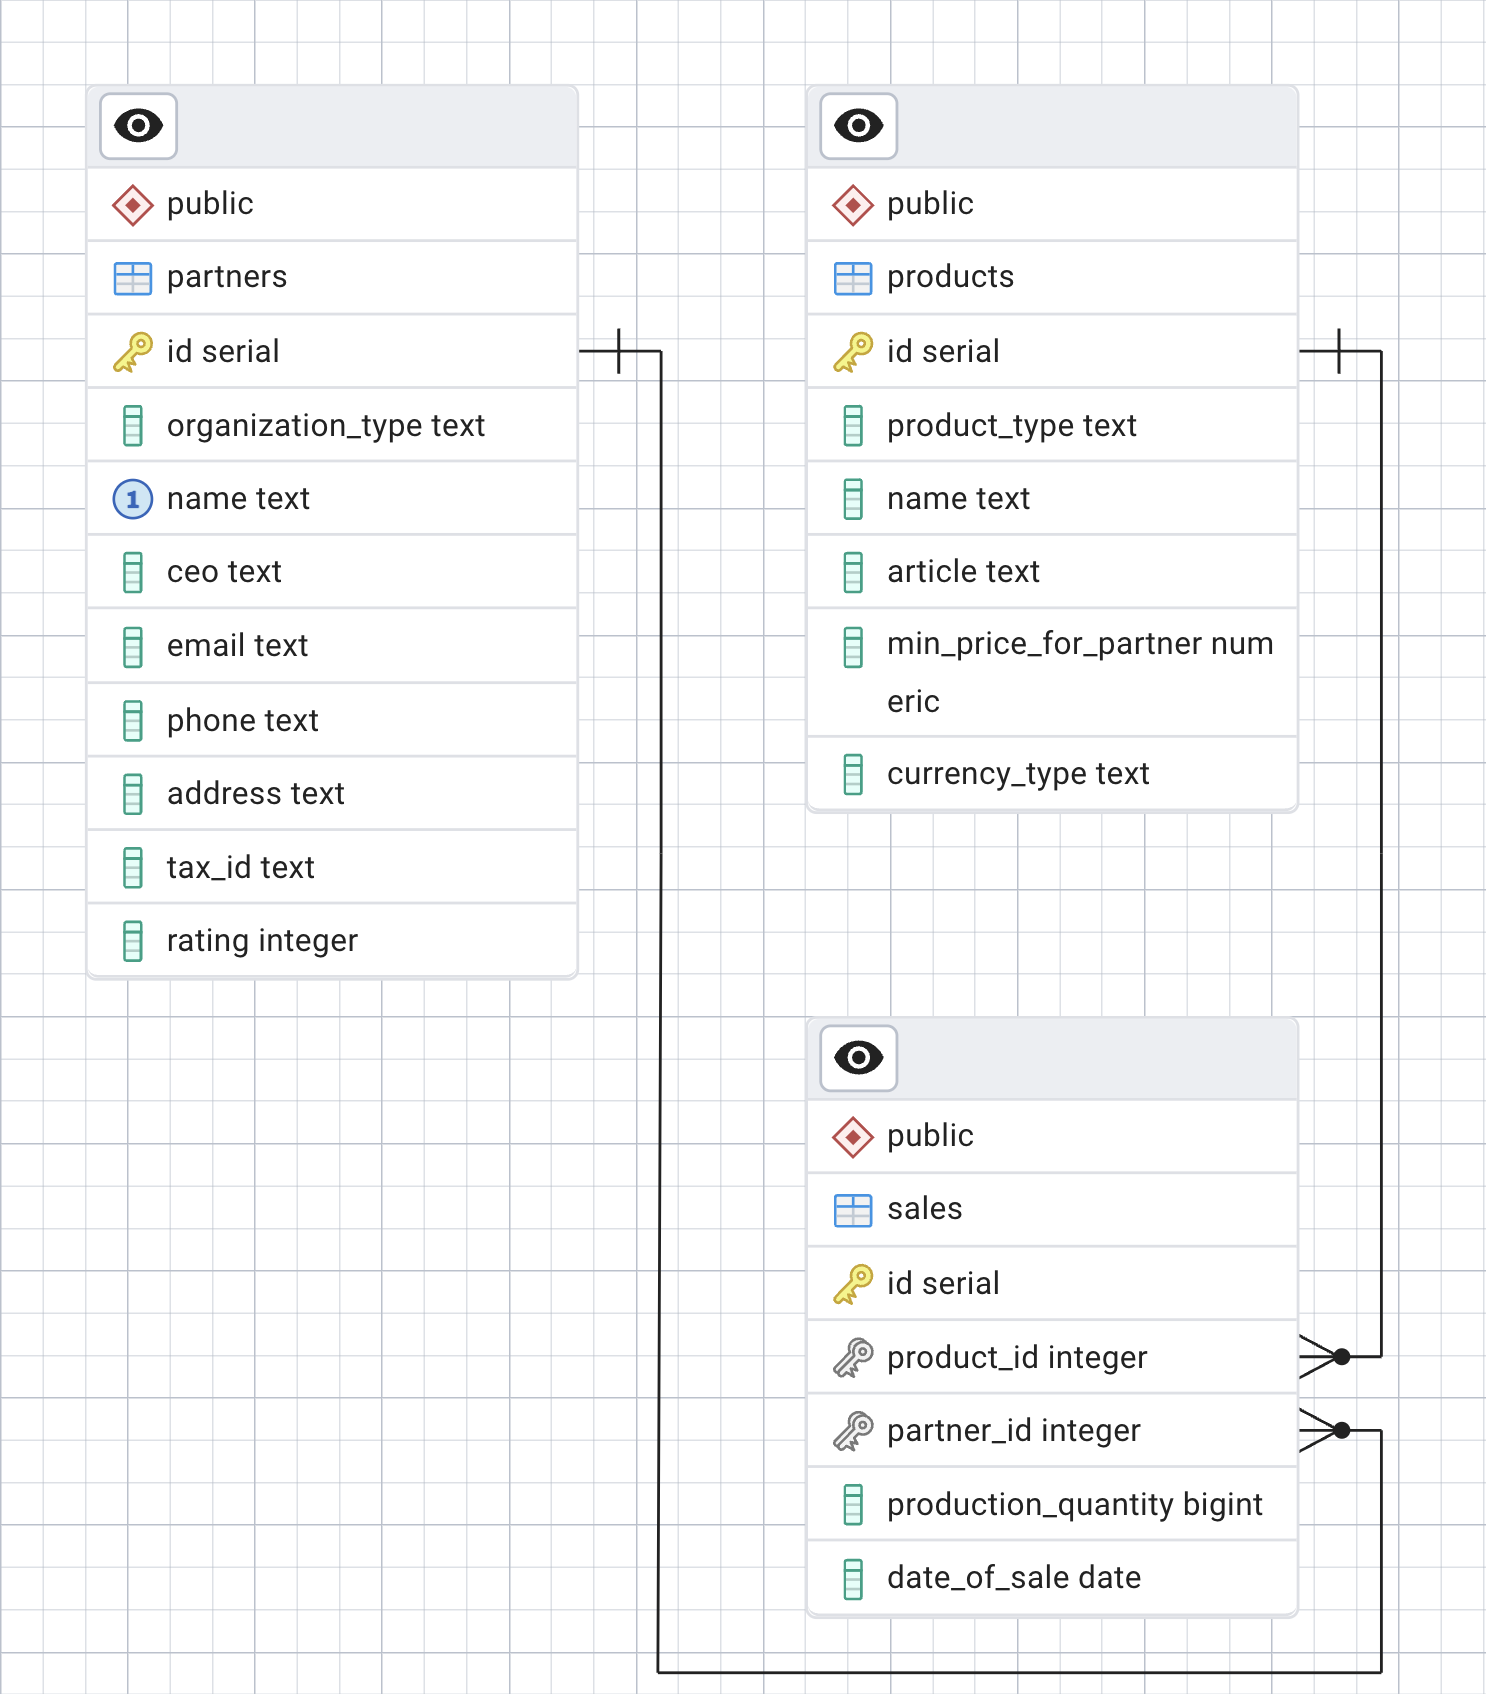 public
partners
id serial
organization_type text
1 name text
ceo text
email text
phone text
address text
tax_id text
rating integer
public
products
id serial
product_type text
name text
article text
min_price_for_partner num
eric
currency_type text
public
sales
id serial
product_id integer
partner_id integer
production_quantity bigint
date_of_sale date